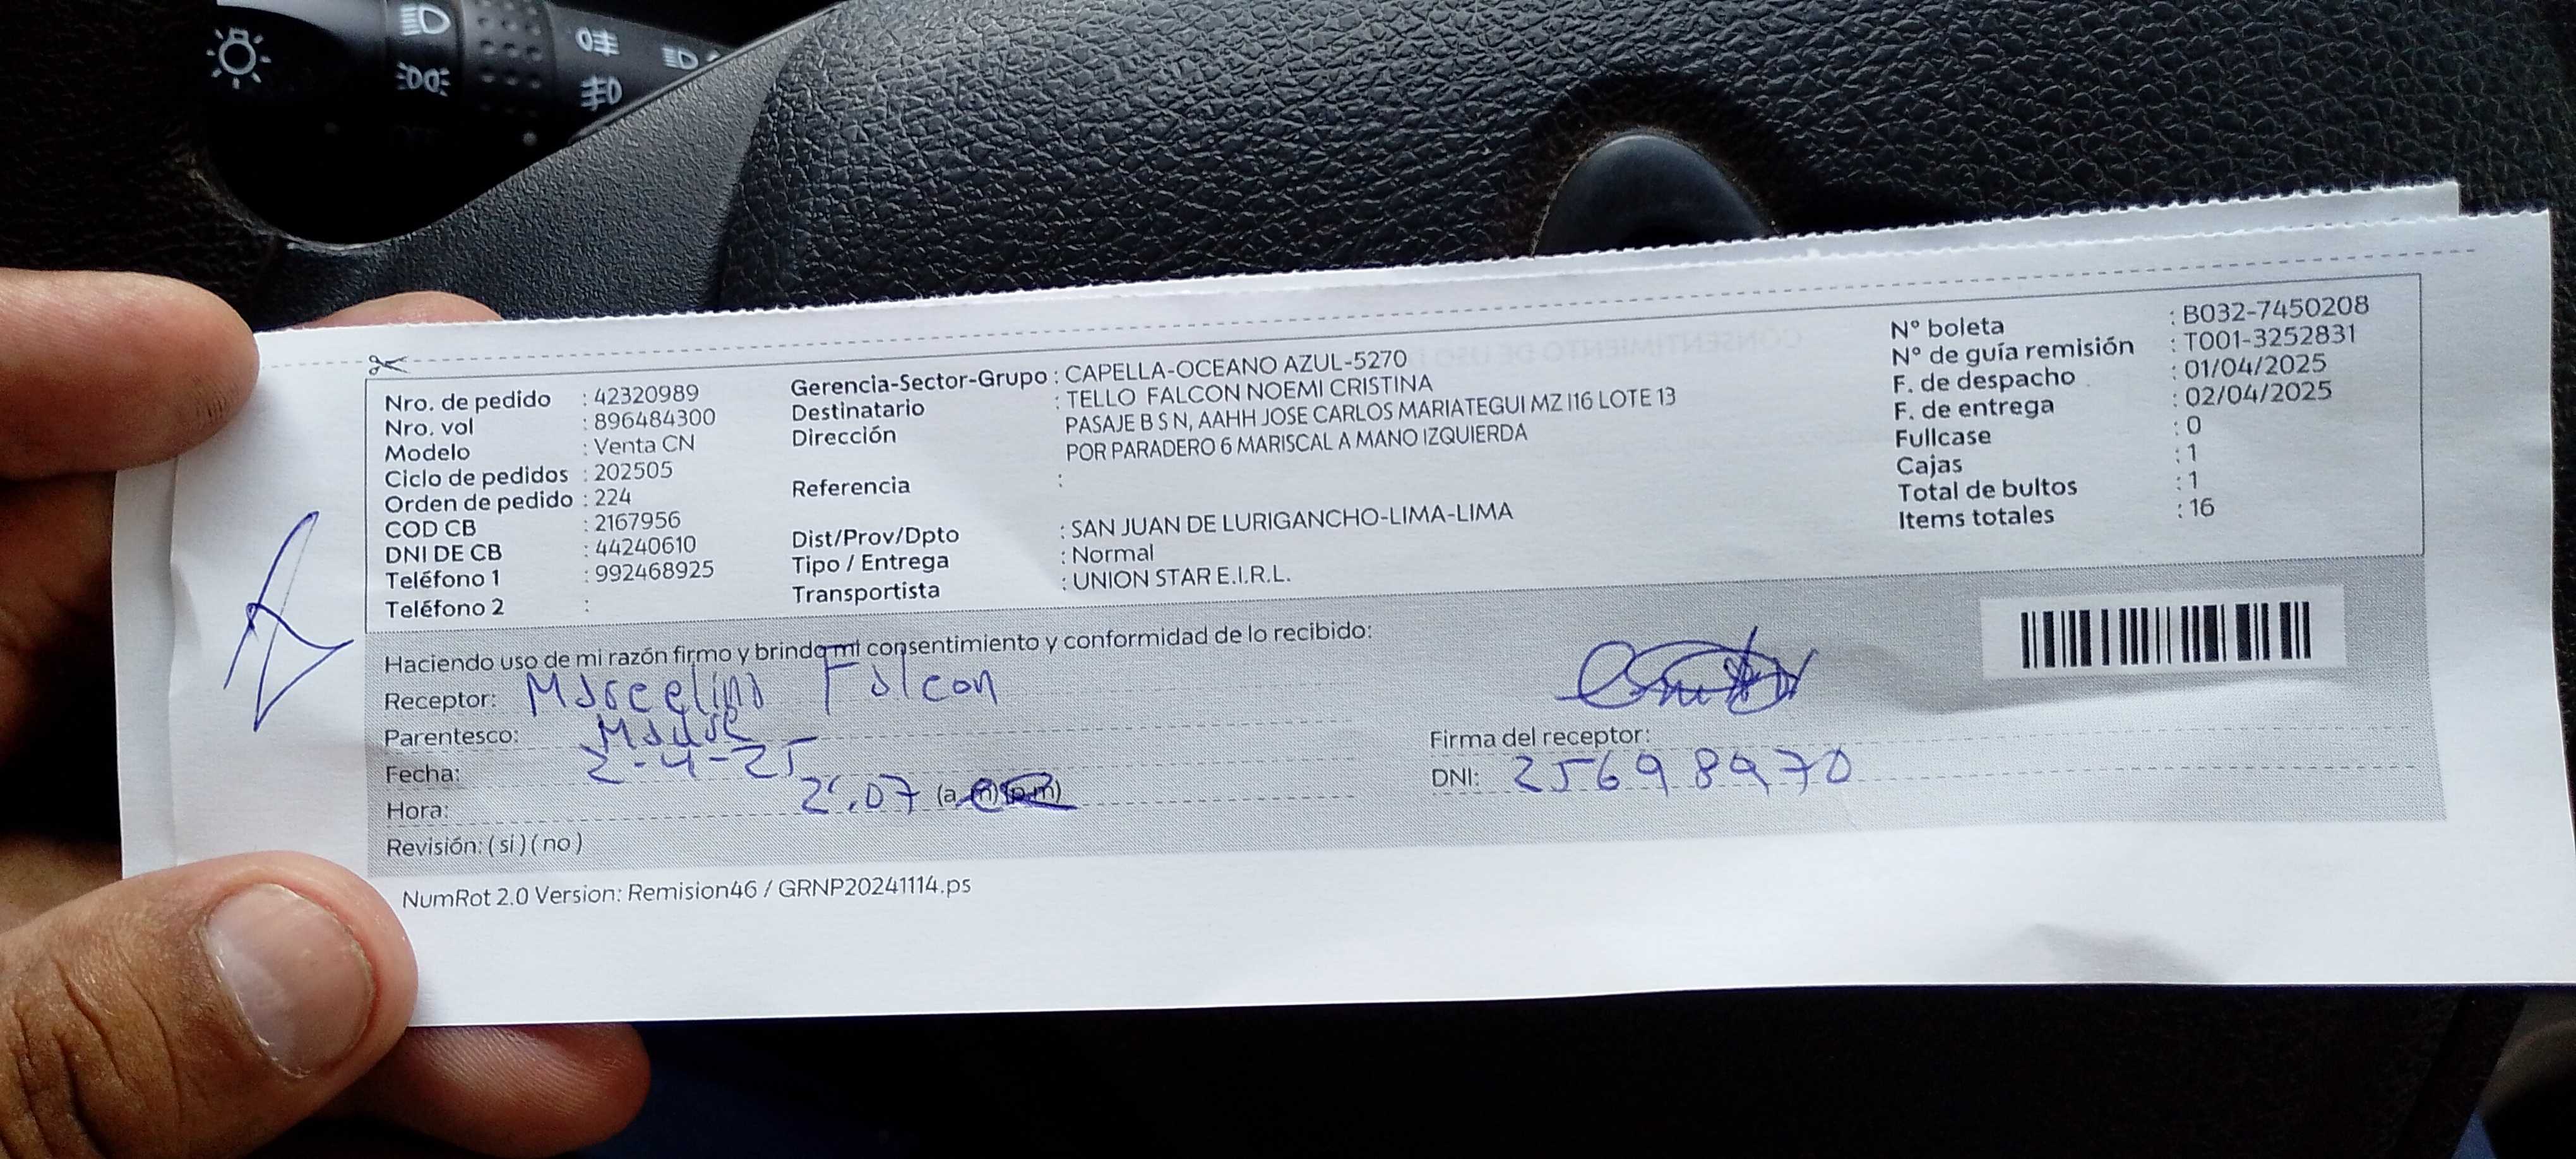 Nro. de pedido : 42320989
Nro. vol : 896484300
Modelo : Venta CN
Ciclo de pedidos : 202505
Orden de pedido : 224
COD CB : 2167956
DNI DE CB : 44240610
Teléfono 1 : 992468925
Teléfono 2 :
Gerencia-Sector-Grupo : CAPELLA-OCEANO AZUL-5270
Destinatario : TELLO FALCON NOEMI CRISTINA
Dirección PASAJE B S N, AAHH JOSE CARLOS MARIATEGUI MZ I16 LOTE 13
POR PARADERO 6 MARISCAL A MANO IZQUIERDA
Referencia :
Dist/Prov/Dpto : SAN JUAN DE LURIGANCHO-LIMA-LIMA
Tipo / Entrega : Normal
Transportista : UNION STAR E.I.R.L.
N° boleta : B032-7450208
N° de guía remisión : T001-3252831
F. de despacho : 01/04/2025
F. de entrega : 02/04/2025
Fullcase : 0
Cajas : 1
Total de bultos : 1
Items totales : 16
Haciendo uso de mi razón firmo y brindo mi consentimiento y conformidad de lo recibido:
Receptor: Marcelina Falcon
Parentesco: Madre
Fecha: 2-4-25
Hora: 2:07 (a.m) (p.m)
Revisión: ( si ) ( no )
Firma del receptor:
DNI: 25698970
NumRot 2.0 Version: Remision46 / GRNP20241114.ps